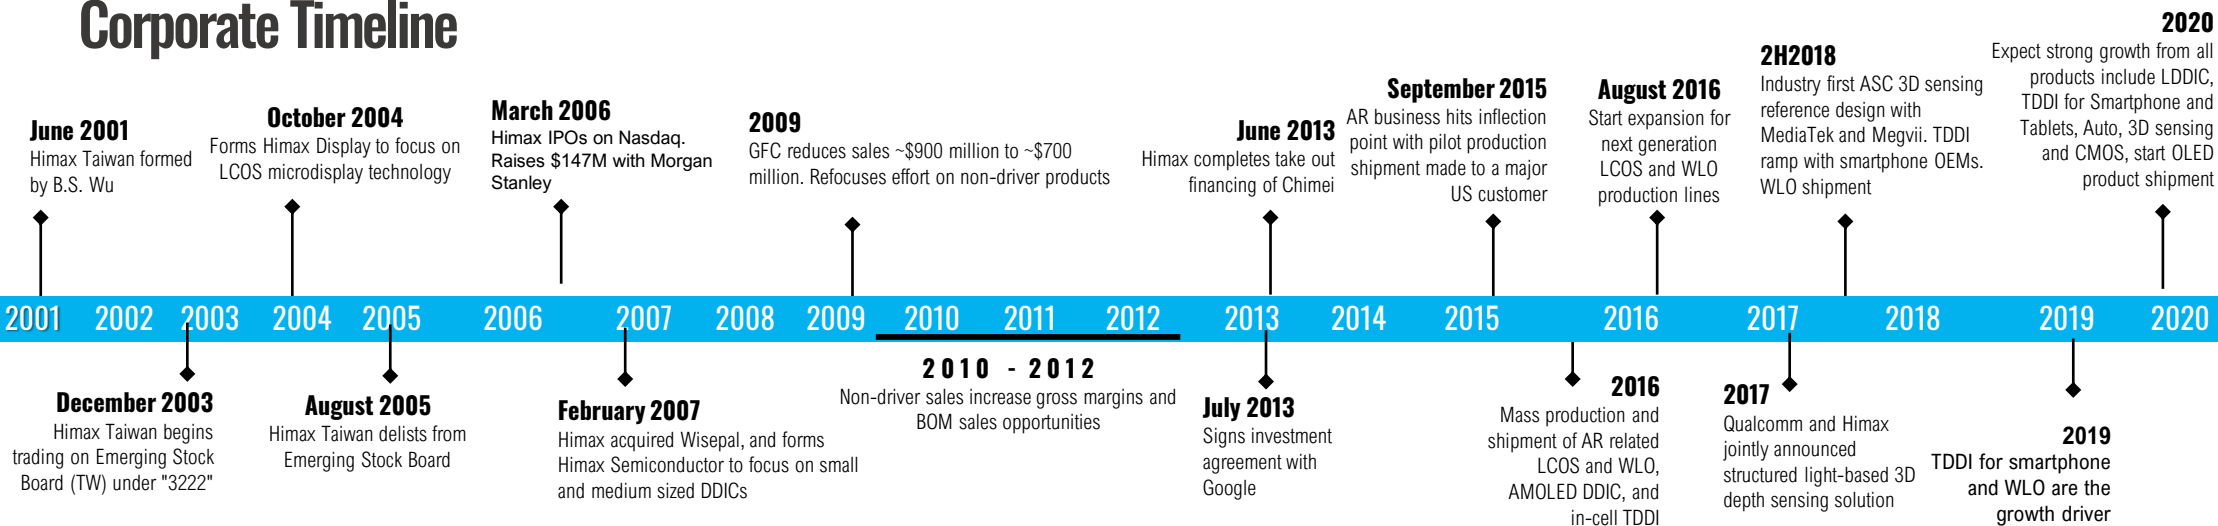 Corporate Timeline
June 2001
Himax Taiwan formed
by B.S. Wu
October 2004
Forms Himax Display to focus on
LCOS microdisplay technology
March 2006
Himax IPOs on Nasdaq.
Raises $147M with Morgan
Stanley
2009
GFC reduces sales ~$900 million to ~$700
million. Refocuses effort on non-driver products
June 2013
Himax completes take out
financing of Chimei
September 2015
AR business hits inflection
point with pilot production
shipment made to a major
US customer
August 2016
Start expansion for
next generation
LCOS and WLO
production lines
2H2018
Industry first ASC 3D sensing
reference design with
MediaTek and Megvii. TDDI
ramp with smartphone OEMs.
WLO shipment
2020
Expect strong growth from all
products include LDDIC,
TDDI for Smartphone and
Tablets, Auto, 3D sensing
and CMOS, start OLED
product shipment
2001 2002 2003 2004 2005 2006 2007 2008 2009 2010 2011 2012 2013 2014 2015 2016 2017 2018 2019 2020
December 2003
Himax Taiwan begins
trading on Emerging Stock
Board (TW) under "3222"
August 2005
Himax Taiwan delists from
Emerging Stock Board
February 2007
Himax acquired Wisepal, and forms
Himax Semiconductor to focus on small
and medium sized DDICs
2010 - 2012
Non-driver sales increase gross margins and
BOM sales opportunities
July 2013
Signs investment
agreement with
Google
2016
Mass production and
shipment of AR related
LCOS and WLO,
AMOLED DDIC, and
in-cell TDDI
2017
Qualcomm and Himax
jointly announced
structured light-based 3D
depth sensing solution
2019
TDDI for smartphone
and WLO are the
growth driver